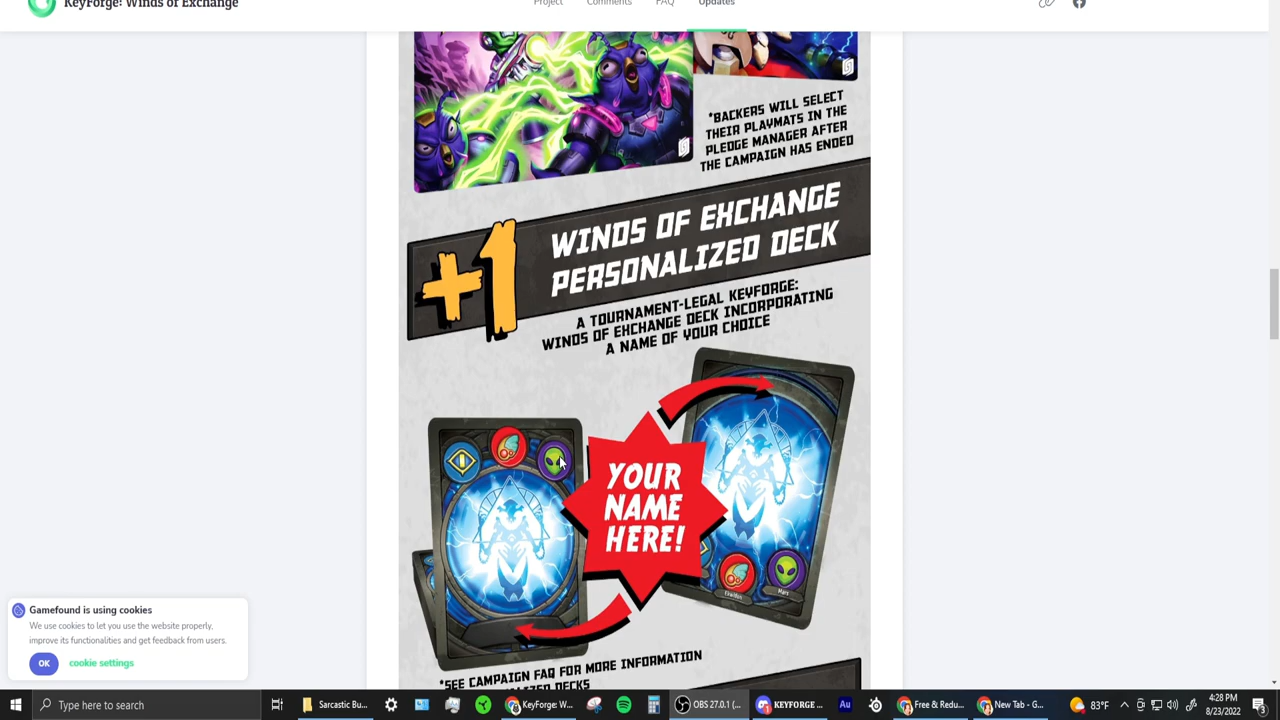 KeyForge: Winds of Exchange
Project Comments FAQ Updates
*BACKERS WILL SELECT
THEIR PLAYMATS IN THE
PLEDGE MANAGER AFTER
THE CAMPAIGN HAS ENDED
+1
WINDS OF EXCHANGE
PERSONALIZED DECK
A TOURNAMENT-LEGAL KEYFORGE:
WINDS OF EXCHANGE DECK INCORPORATING
A NAME OF YOUR CHOICE
YOUR
NAME
HERE!
Mars
*SEE CAMPAIGN FAQ FOR MORE INFORMATION
DECKS
Gamefound is using cookies
We use cookies to let you use the website properly,
improve its functionalities and get feedback from users.
OK cookie settings
Type here to search
Sarcastic Bu...
KeyForge: W...
OBS 27.0.1 (...
KEYFORGE ...
Au
Free & Redu...
New Tab - G...
83°F
4:28 PM
8/23/2022
3